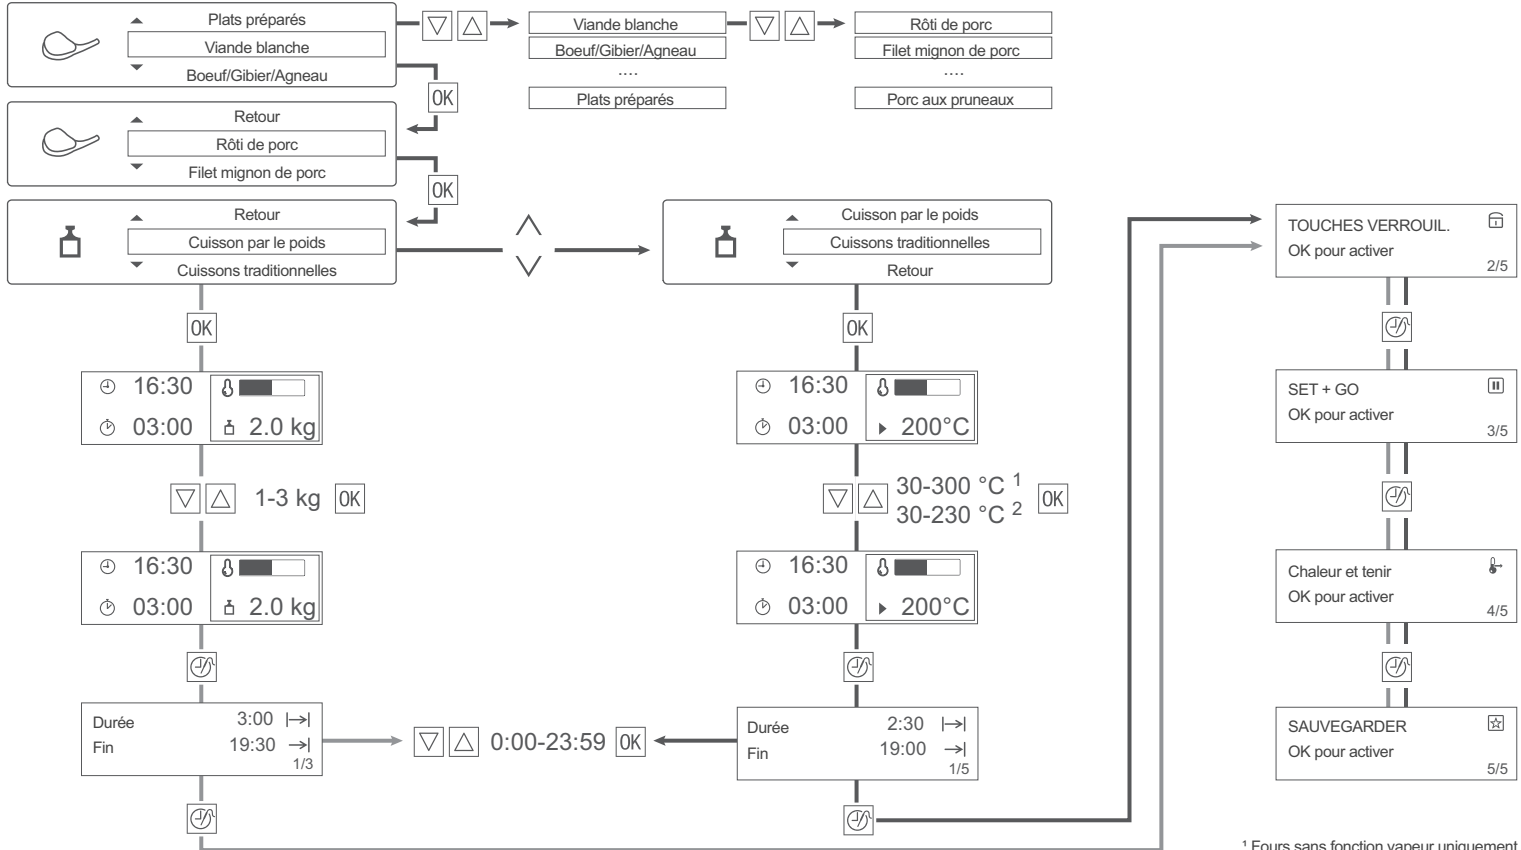 Plats préparés
Viande blanche
Boeuf/Gibier/Agneau
OK
Viande blanche
Boeuf/Gibier/Agneau
....
Plats préparés
Rôti de porc
Filet mignon de porc
....
Porc aux pruneaux
Retour
Rôti de porc
Filet mignon de porc
OK
Retour
Cuisson par le poids
Cuissons traditionnelles
Cuisson par le poids
Cuissons traditionnelles
Retour
OK
16:30
03:00 2.0 kg
1-3 kg OK
16:30
03:00 2.0 kg
Durée 3:00
Fin 19:30
1/3
0:00-23:59 OK
OK
16:30
03:00 200°C
30-300 °C 1
30-230 °C 2
OK
16:30
03:00 200°C
Durée 2:30
Fin 19:00
1/5
TOUCHES VERROUIL.
OK pour activer
2/5
SET + GO
OK pour activer
3/5
Chaleur et tenir
OK pour activer
4/5
SAUVEGARDER
OK pour activer
5/5
1 Fours sans fonction vapeur uniquement